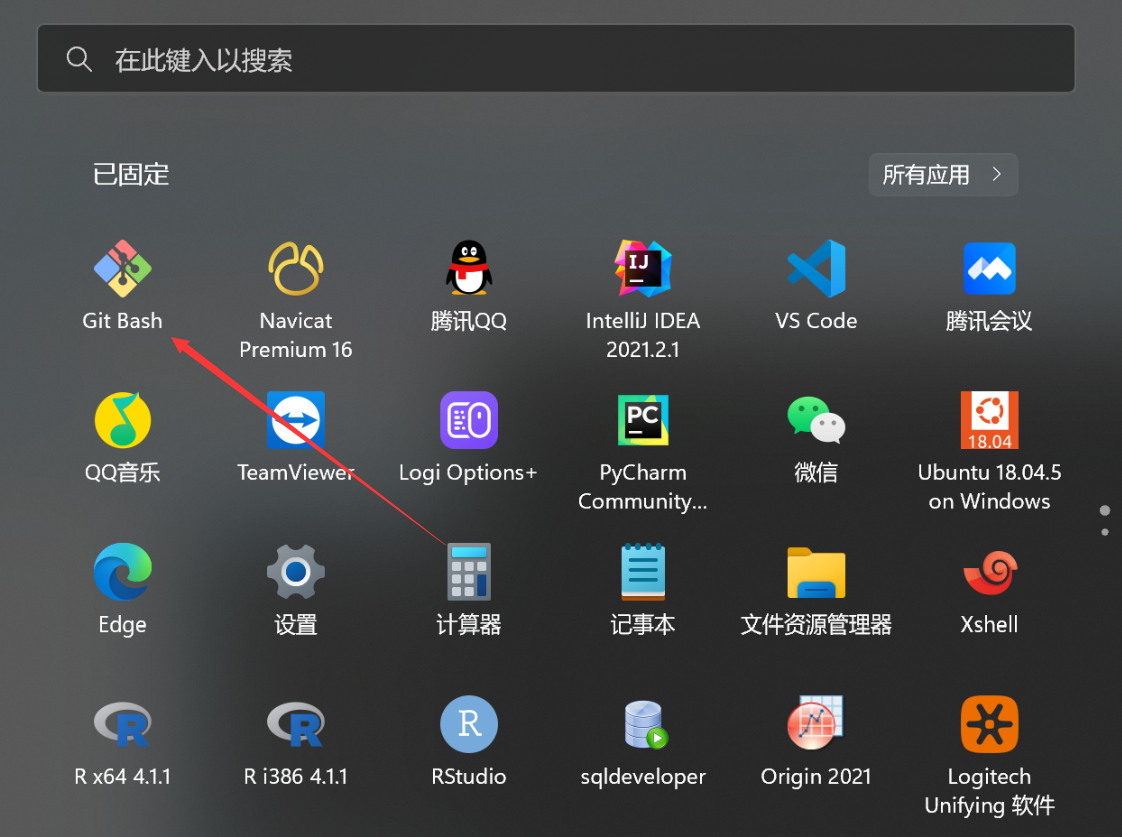 在此键入以搜索
已固定
所有应用
Git Bash
Navicat
Premium 16
腾讯QQ
IJ
IntelliJ IDEA
2021.2.1
VS Code
腾讯会议
QQ音乐
TeamViewer
Logi Options+
PC
PyCharm
Community...
微信
18.04
Ubuntu 18.04.5
on Windows
Edge
设置
计算器
记事本
文件资源管理器
Xshell
R
R x64 4.1.1
R
R i386 4.1.1
R
RStudio
sqldeveloper
Origin 2021
Logitech
Unifying 软件